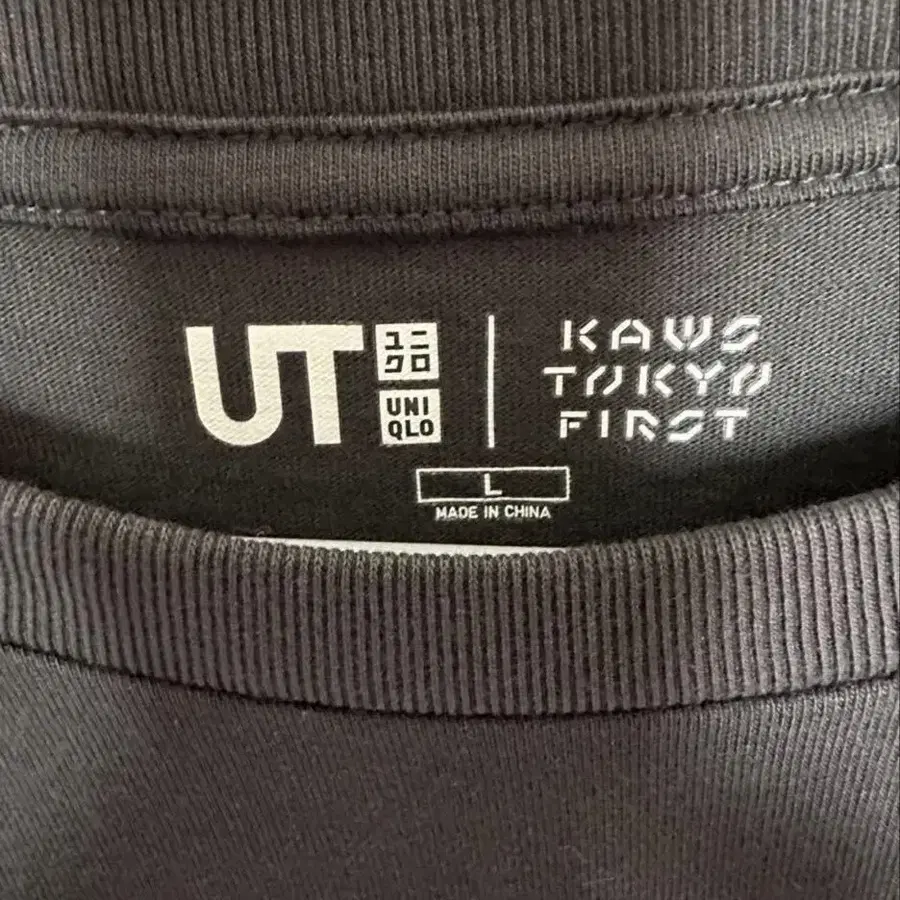 UT
ユニ
クロ
UNI
QLO
KAWS
TOKYO
FIRST
L
MADE IN CHINA